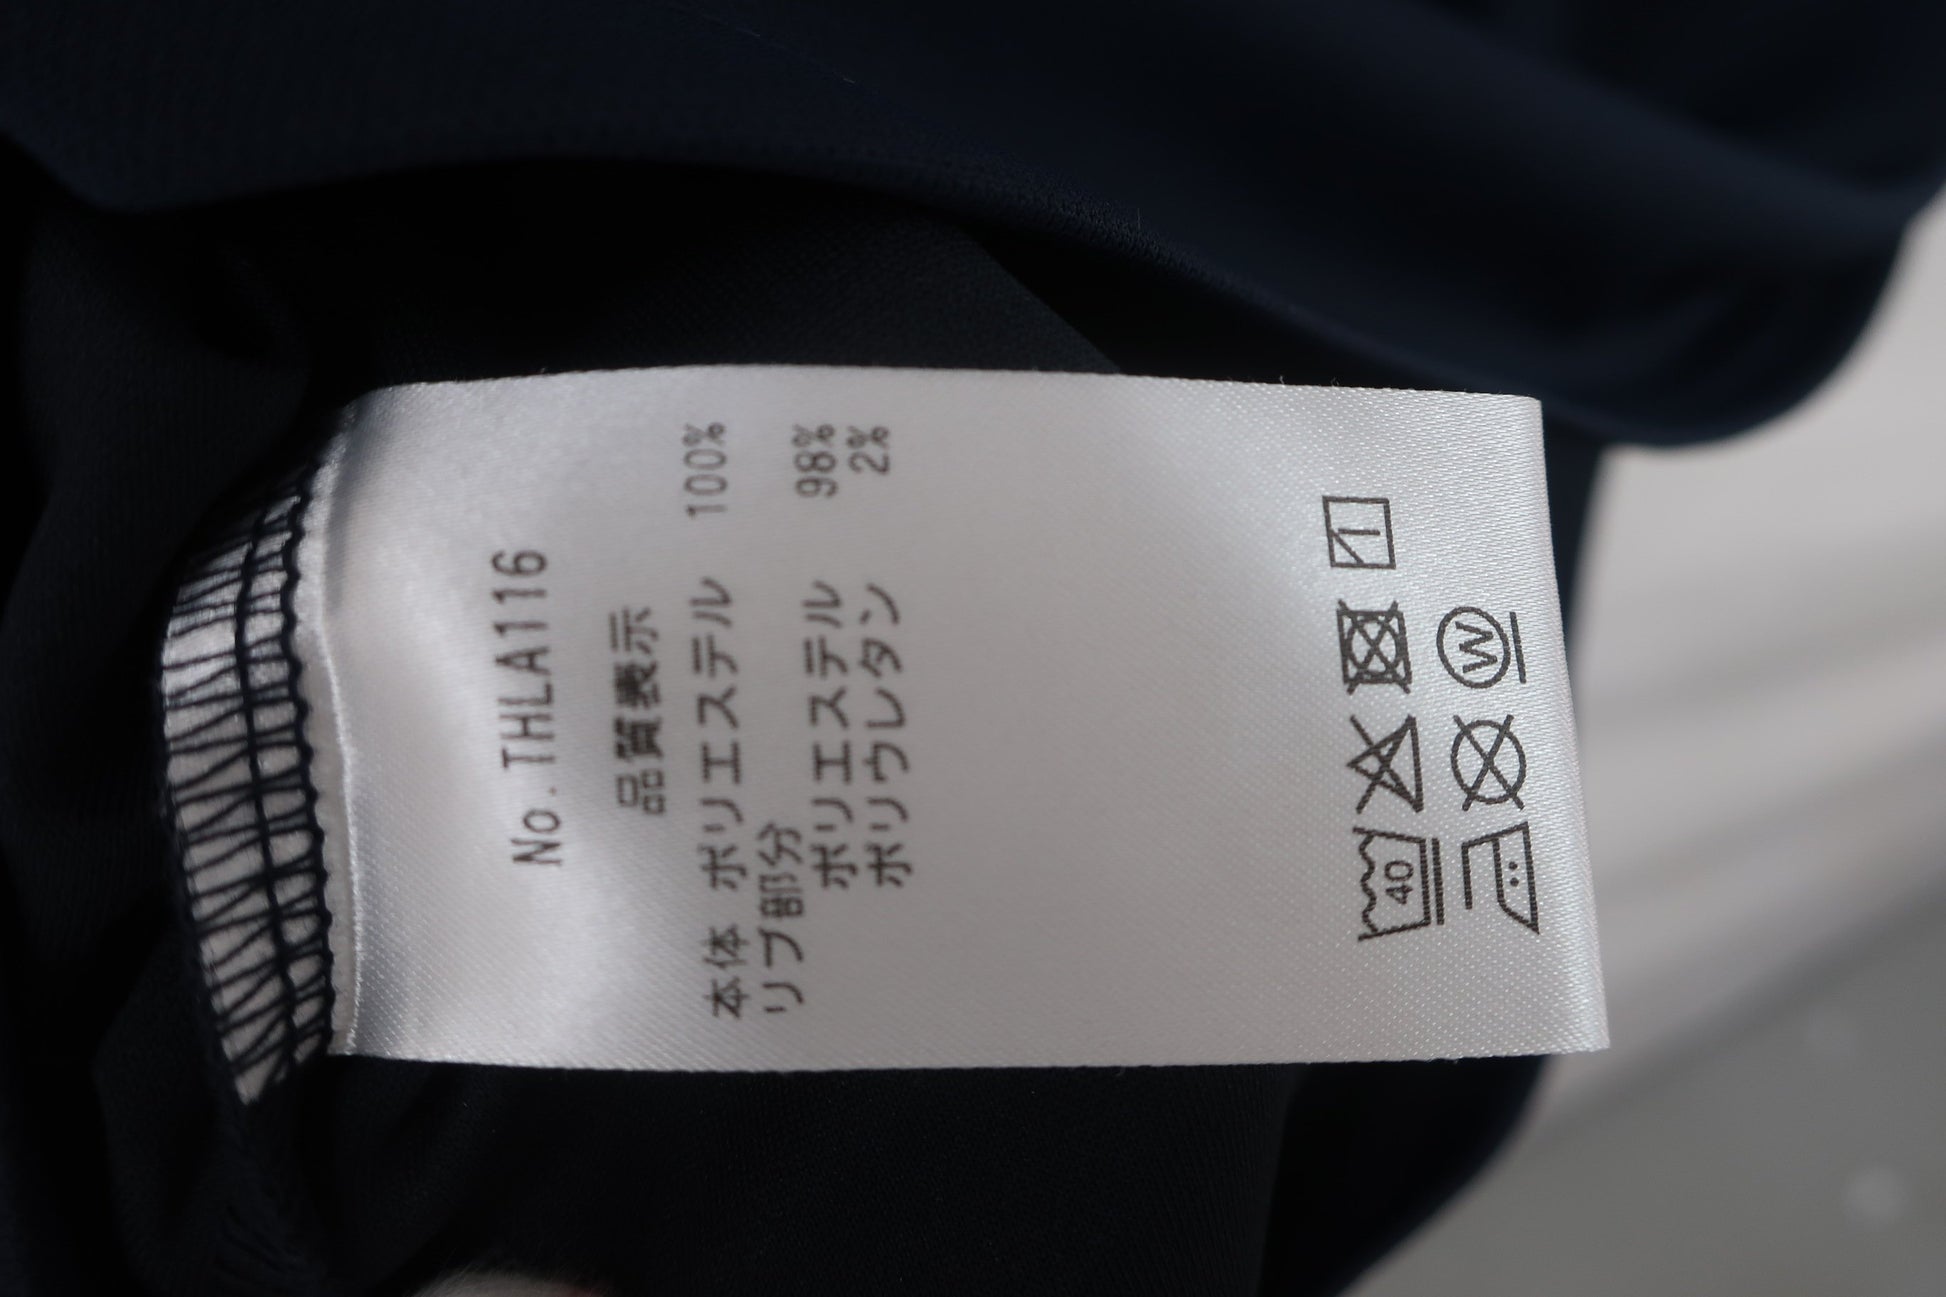 No.THLA116
品質表示
本体 ポリエステル 100%
リブ部分
ポリエステル 98%
ポリウレタン 2%
40
W